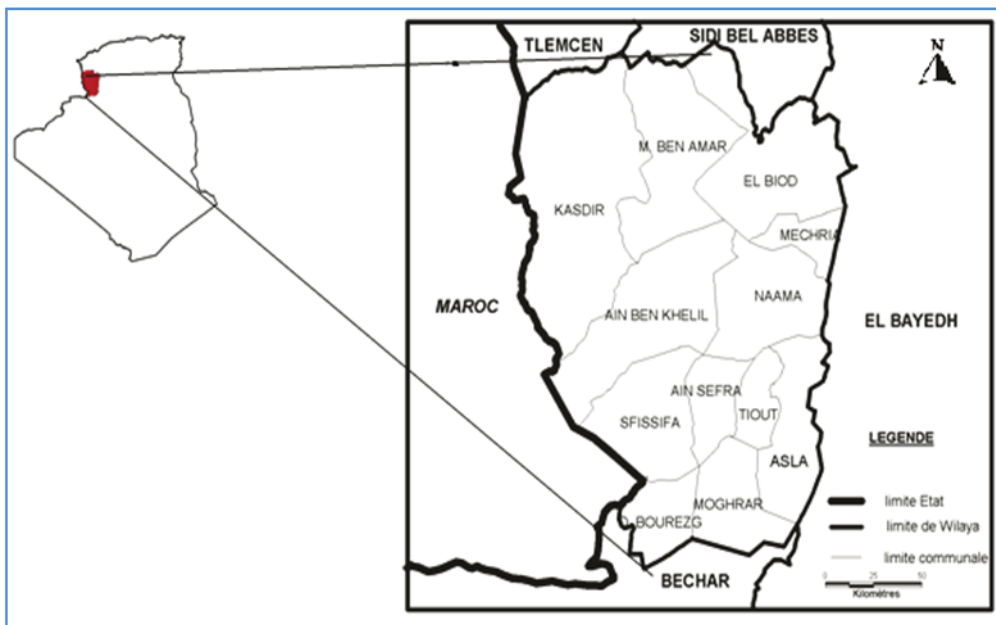 TLEMCEN
SIDI BEL ABBES
N
M. BEN AMAR
EL BIOD
KASDIR
MECHRIA
MAROC
AIN BEN KHELIL
NAAMA
EL BAYEDH
AIN SEFRA
SFISSIFA
TIOUT
LEGENDE
ASLA
MOGHRAR
limite Etat
BOUREZG
limite de Wilaya
limite communale
BECHAR
0 25 50
Kilomètres